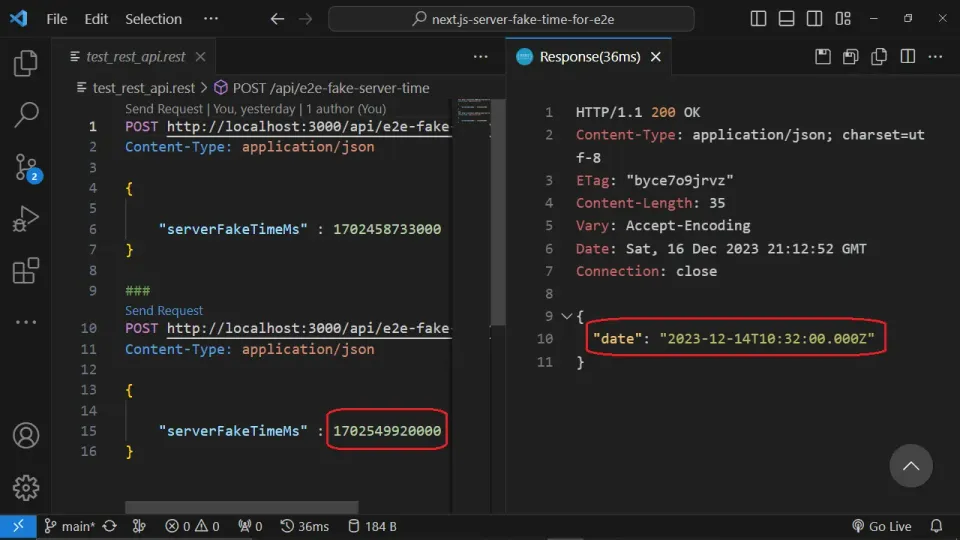 File Edit Selection ··· next.js-server-fake-time-for-e2e
test_rest_api.rest
test_rest_api.rest > POST /api/e2e-fake-server-time
Send Request | You, yesterday | 1 author (You)
1 POST http://localhost:3000/api/e2e-fake-
2 Content-Type: application/json
3
4 {
5
6 "serverFakeTimeMs" : 1702458733000
7 }
8
9 ###
Send Request
10 POST http://localhost:3000/api/e2e-fake-
11 Content-Type: application/json
12
13 {
14
15 "serverFakeTimeMs" : 1702549920000
16 }
Response(36ms)
1 HTTP/1.1 200 OK
2 Content-Type: application/json; charset=ut
f-8
3 ETag: "byce7o9jrvz"
4 Content-Length: 35
5 Vary: Accept-Encoding
6 Date: Sat, 16 Dec 2023 21:12:52 GMT
7 Connection: close
8
9 {
10 "date": "2023-12-14T10:32:00.000Z"
11 }
2
main* 0 0 0 36ms 184 B Go Live